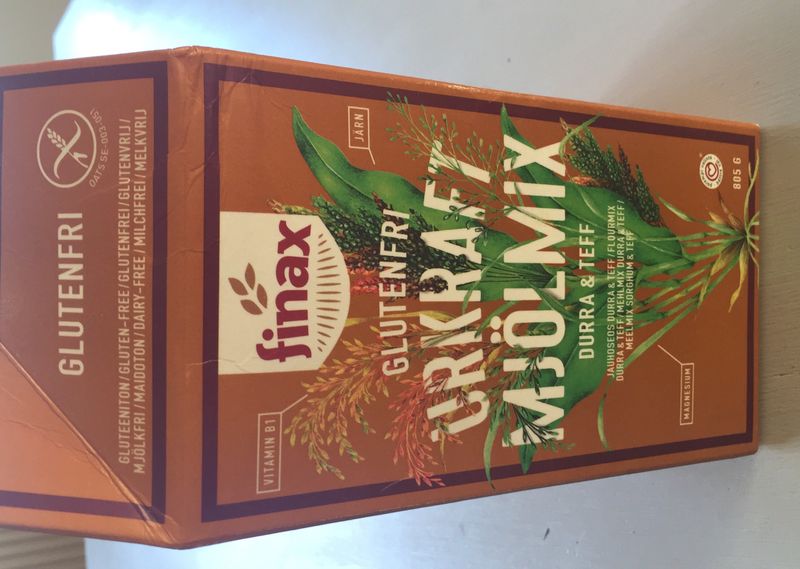 GLUTENFRI
GLUTEENITON/GLUTEN-FREE/GLUTENFREI/GLUTENVRIJ/
MJÖLKFRI/MAIDOTON/DAIRY-FREE/MILCHFREI/MELKVRIJ
OATS SE-003-05
finax
VITAMIN B1
JÄRN
GLUTENFRI
URKRAFT
MJÖLMIX
DURRA & TEFF
JAUHOSEOS DURRA & TEFF/FLOURMIX
DURRA & TEFF/MEHLMIX DURRA & TEFF/
MEELMIX SORGHUM & TEFF
MAGNESIUM
805 G